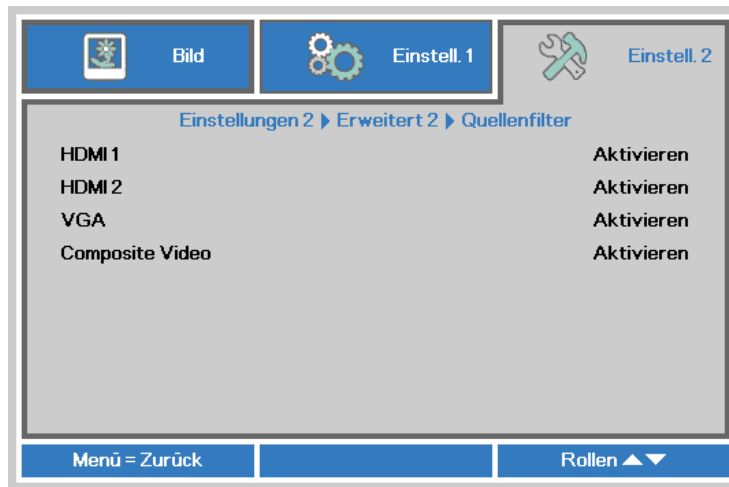 Bild
Einstell. 1
Einstell. 2
Einstellungen 2 ▶ Erweitert 2 ▶ Quellenfilter
HDMI 1 Aktivieren
HDMI 2 Aktivieren
VGA Aktivieren
Composite Video Aktivieren
Menü = Zurück
Rollen ▲▼